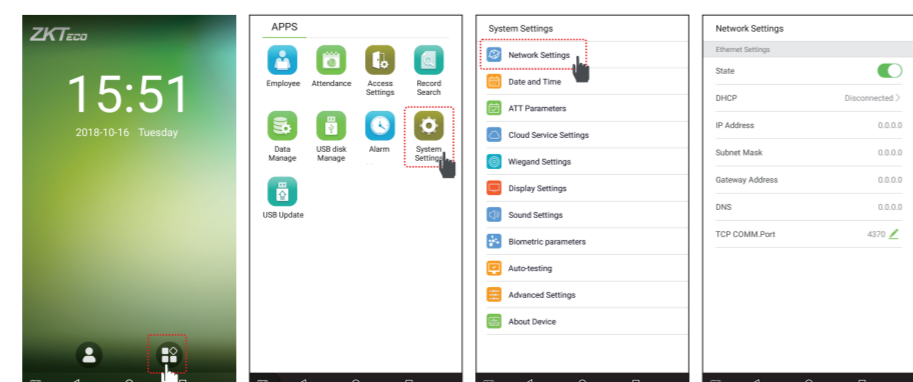 ZKTECO
15:51
2018-10-16 Tuesday
APPS
Employee
Attendance
Access
Settings
Record
Search
Data
Manage
USB disk
Manage
Alarm
System
Settings
USB Update
System Settings
Network Settings
Date and Time
ATT Parameters
Cloud Service Settings
Wiegand Settings
Display Settings
Sound Settings
Biometric parameters
Auto-testing
Advanced Settings
About Device
Network Settings
Ethernet Settings
State
DHCP Disconnected >
IP Address 0.0.0.0
Subnet Mask 0.0.0.0
Gateway Address 0.0.0.0
DNS 0.0.0.0
TCP COMM.Port 4370